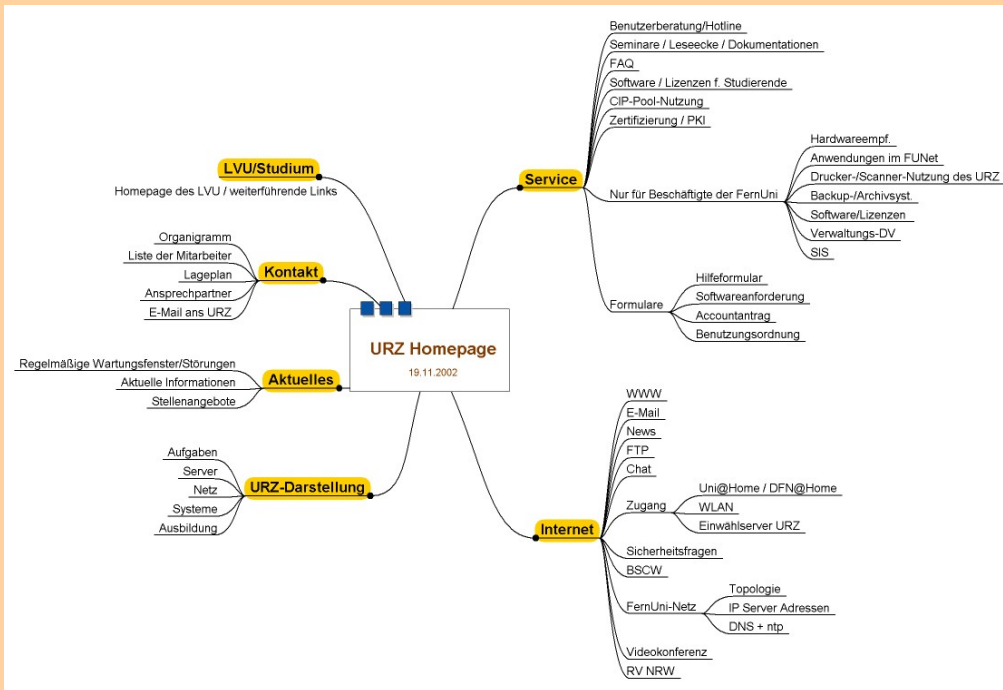 URZ Homepage
19.11.2002
LVU/Studium
Homepage des LVU / weiterführende Links
Kontakt
Organigramm
Liste der Mitarbeiter
Lageplan
Ansprechpartner
E-Mail ans URZ
Aktuelles
Regelmäßige Wartungsfenster/Störungen
Aktuelle Informationen
Stellenangebote
URZ-Darstellung
Aufgaben
Server
Netz
Systeme
Ausbildung
Service
Benutzerberatung/Hotline
Seminare / Leseecke / Dokumentationen
FAQ
Software / Lizenzen f. Studierende
CIP-Pool-Nutzung
Zertifizierung / PKI
Nur für Beschäftigte der FernUni
Hardwareempf.
Anwendungen im FUNet
Drucker-/Scanner-Nutzung des URZ
Backup-/Archivsyst.
Software/Lizenzen
Verwaltungs-DV
SIS
Formulare
Hilfeformular
Softwareanforderung
Accountantrag
Benutzungsordnung
Internet
WWW
E-Mail
News
FTP
Chat
Zugang
Uni@Home / DFN@Home
WLAN
Einwählserver URZ
Sicherheitsfragen
BSCW
FernUni-Netz
Topologie
IP Server Adressen
DNS + ntp
Videokonferenz
RV NRW